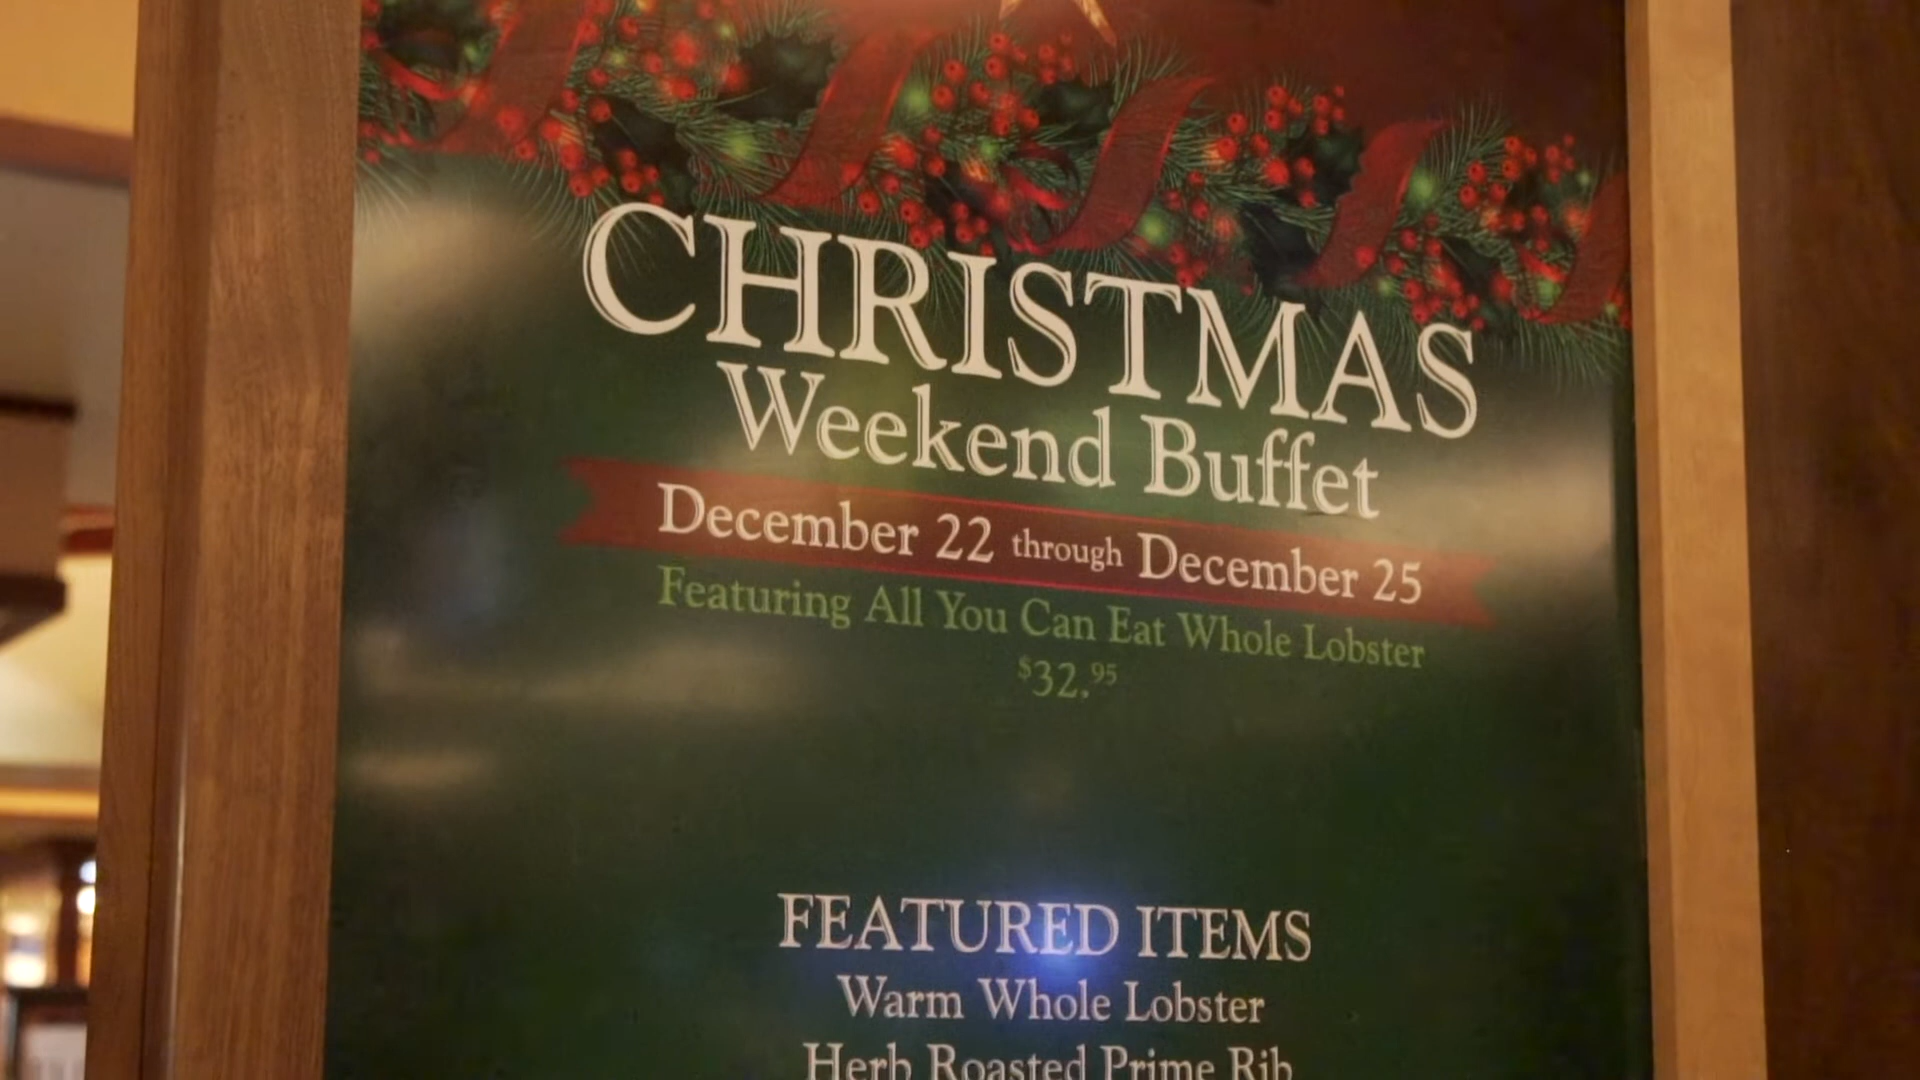 CHRISTMAS
Weekend Buffet
December 22 through December 25
Featuring All You Can Eat Whole Lobster
$32.95
FEATURED ITEMS
Warm Whole Lobster
Herb Roasted Prime Rib